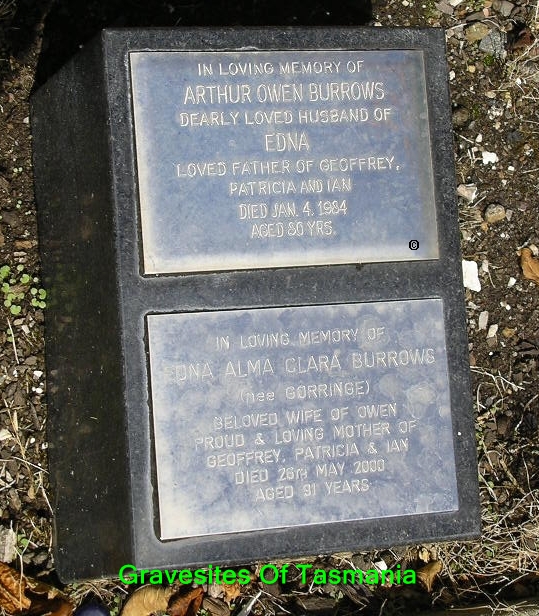 IN LOVING MEMORY OF
ARTHUR OWEN BURROWS
DEARLY LOVED HUSBAND OF
EDNA
LOVED FATHER OF GEOFFREY,
PATRICIA AND IAN
DIED JAN. 4. 1984
AGED 80 YRS.
©
IN LOVING MEMORY OF
EDNA ALMA CLARA BURROWS
(nee GORRINGE)
BELOVED WIFE OF OWEN
PROUD & LOVING MOTHER OF
GEOFFREY, PATRICIA & IAN
DIED 26TH MAY 2000
AGED 91 YEARS
Gravesites Of Tasmania